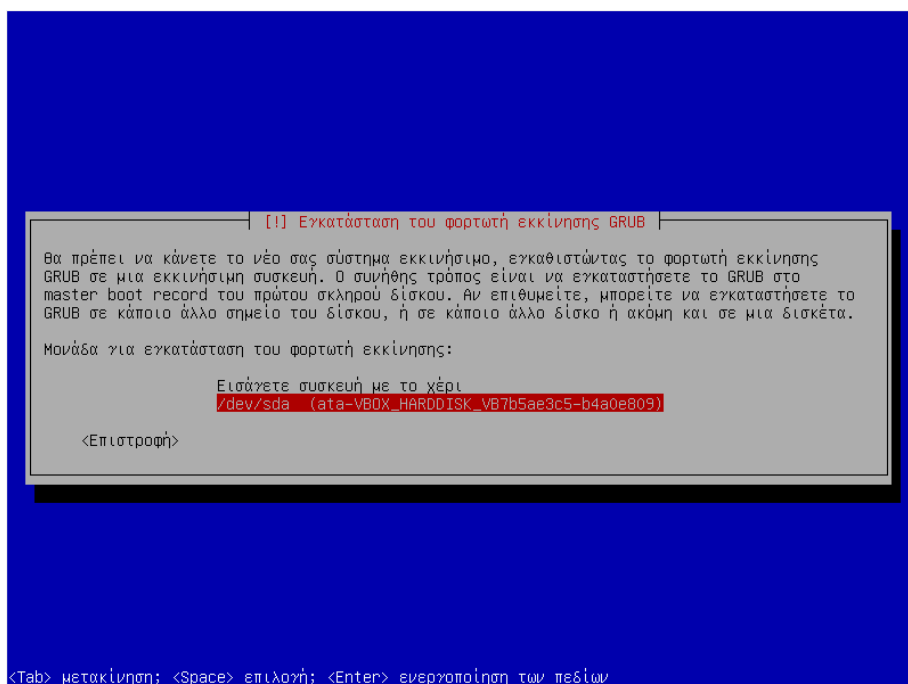 [!] Εγκατάσταση του φορτωτή εκκίνησης GRUB
Θα πρέπει να κάνετε το νέο σας σύστημα εκκινήσιμο, εγκαθιστώντας το φορτωτή εκκίνησης
GRUB σε μια εκκινήσιμη συσκευή. Ο συνήθης τρόπος είναι να εγκαταστήσετε το GRUB στο
master boot record του πρώτου σκληρού δίσκου. Αν επιθυμείτε, μπορείτε να εγκαταστήσετε το
GRUB σε κάποιο άλλο σημείο του δίσκου, ή σε κάποιο άλλο δίσκο ή ακόμη και σε μια δισκέτα.
Μονάδα για εγκατάσταση του φορτωτή εκκίνησης:
Εισάγετε συσκευή με το χέρι
/dev/sda (ata-VBOX_HARDDISK_VB7b5ae3c5-b4a0e809)
<Επιστροφή>
<Tab> μετακίνηση; <Space> επιλογή; <Enter> ενεργοποίηση των πεδίων